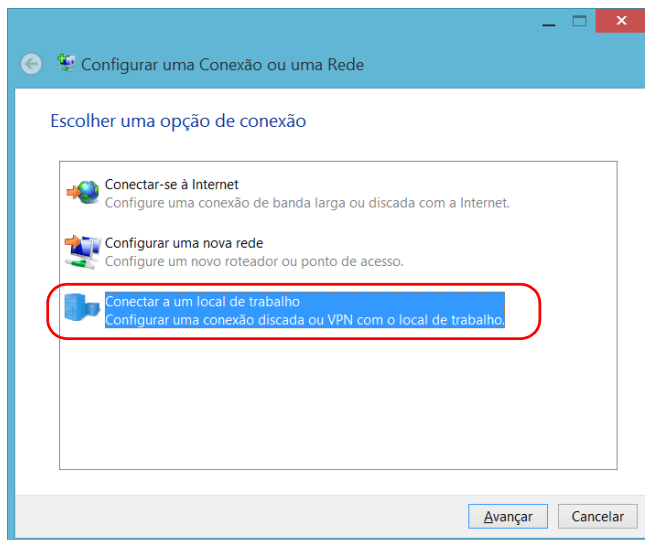 Configurar uma Conexão ou uma Rede
Escolher uma opção de conexão
Conectar-se à Internet
Configure uma conexão de banda larga ou discada com a Internet.
Configurar uma nova rede
Configure um novo roteador ou ponto de acesso.
Conectar a um local de trabalho
Configurar uma conexão discada ou VPN com o local de trabalho.
Avançar
Cancelar